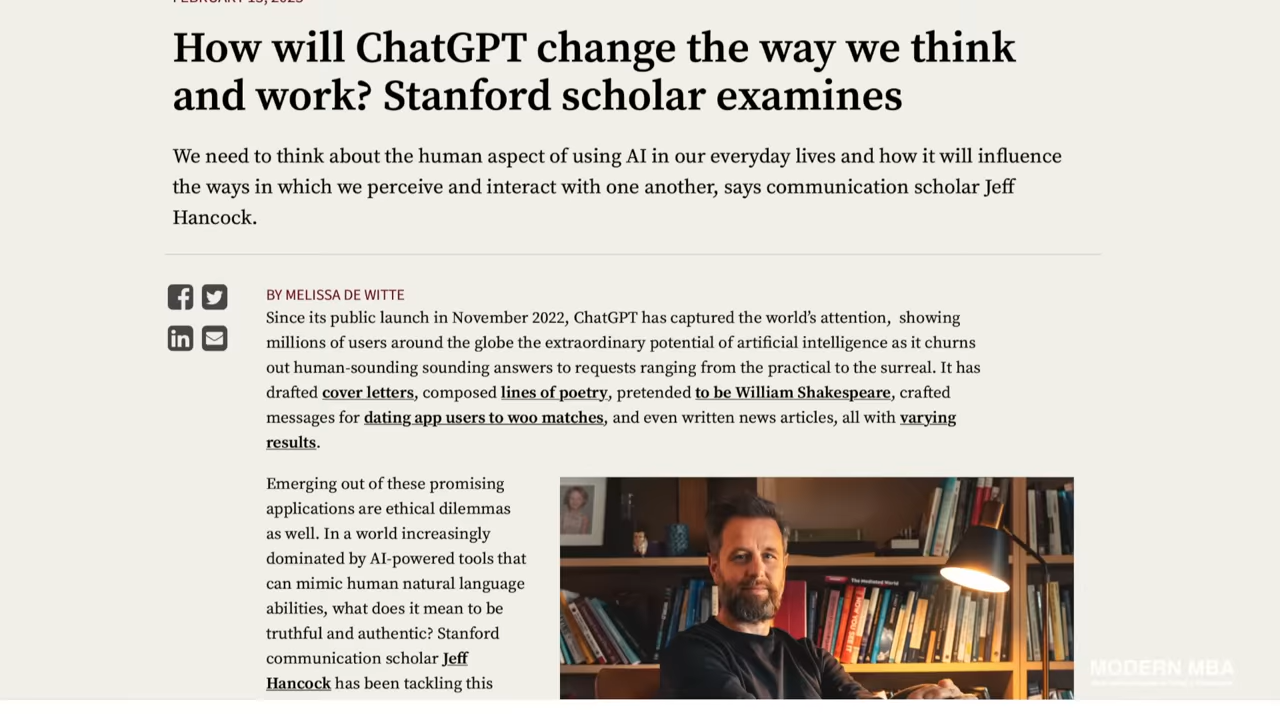 How will ChatGPT change the way we think
and work? Stanford scholar examines
We need to think about the human aspect of using AI in our everyday lives and how it will influence
the ways in which we perceive and interact with one another, says communication scholar Jeff
Hancock.
BY MELISSA DE WITTE
Since its public launch in November 2022, ChatGPT has captured the world’s attention, showing
millions of users around the globe the extraordinary potential of artificial intelligence as it churns
out human-sounding sounding answers to requests ranging from the practical to the surreal. It has
drafted cover letters, composed lines of poetry, pretended to be William Shakespeare, crafted
messages for dating app users to woo matches, and even written news articles, all with varying
results.
Emerging out of these promising
applications are ethical dilemmas
as well. In a world increasingly
dominated by AI-powered tools that
can mimic human natural language
abilities, what does it mean to be
truthful and authentic? Stanford
communication scholar Jeff
Hancock has been tackling this
The Mediated World
MODERN MBA